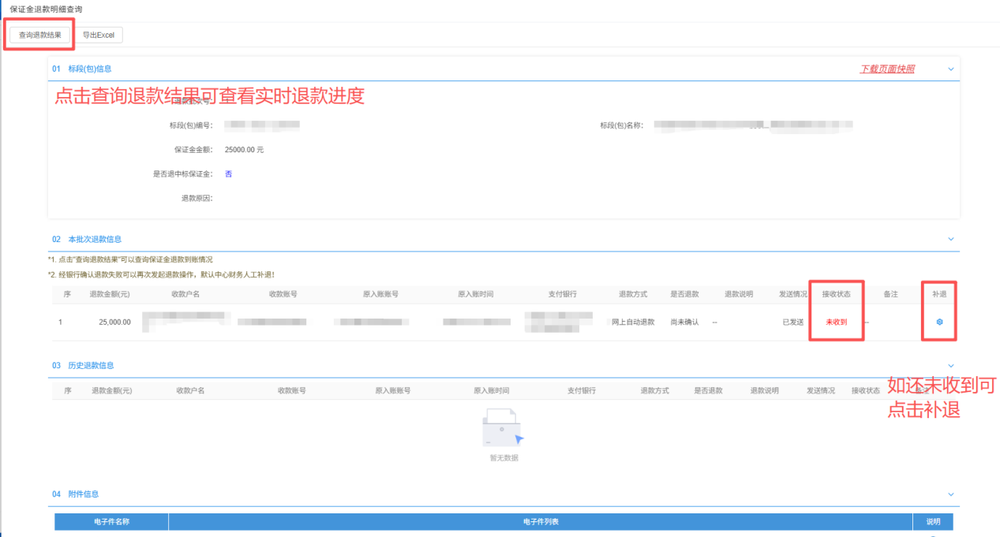 保证金退款明细查询
查询退款结果 导出Excel
01 标段(包)信息 下载页面快照
点击查询退款结果可查看实时退款进度
标段(包)编号: 标段(包)名称:
保证金金额: 25000.00 元
是否退中标保证金: 否
退款原因:
02 本批次退款信息
*1. 点击"查询退款结果"可以查询保证金退款到账情况
*2. 经银行确认退款失败可以再次发起退款操作，默认中心财务人工补退!
序 退款金额(元) 收款户名 收款账号 原入账账号 原入账时间 支付银行 退款方式 是否退款 退款说明 发送情况 接收状态 备注 补退
1 25,000.00 网上自动退款 尚未确认 -- 已发送 未收到 --
03 历史退款信息
序 退款金额(元) 收款户名 收款账号 原入账账号 原入账时间 支付银行 退款方式 是否退款 退款说明 发送情况 接收状态 备注
如还未收到可
点击补退
暂无数据
04 附件信息
电子件名称 电子件列表 说明